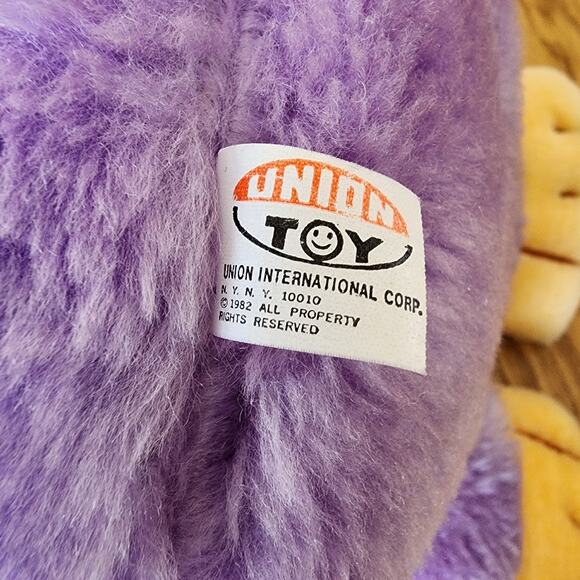 UNION
TOY
UNION INTERNATIONAL CORP.
N. Y. N. Y. 10010
© 1982 ALL PROPERTY
RIGHTS RESERVED